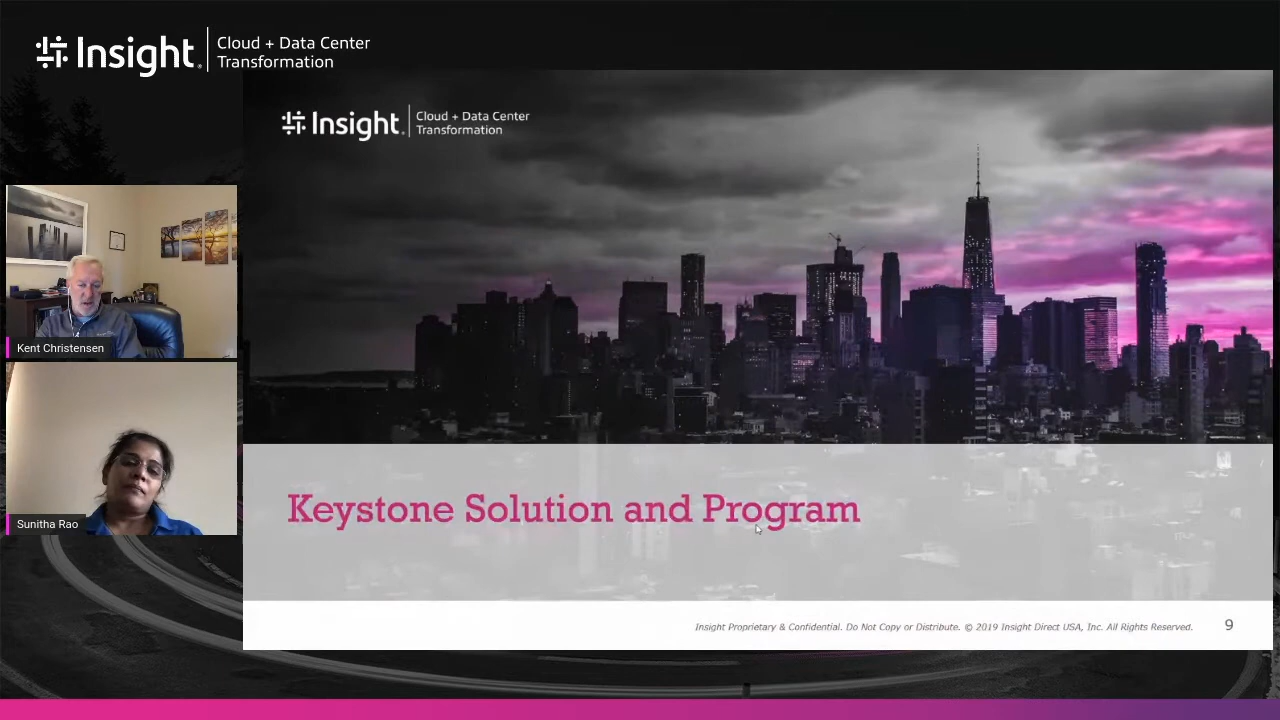 Insight.
Cloud + Data Center
Transformation
Insight.
Cloud + Data Center
Transformation
Kent Christensen
Sunitha Rao
Keystone Solution and Program
Insight Proprietary & Confidential. Do Not Copy or Distribute. © 2019 Insight Direct USA, Inc. All Rights Reserved.
9